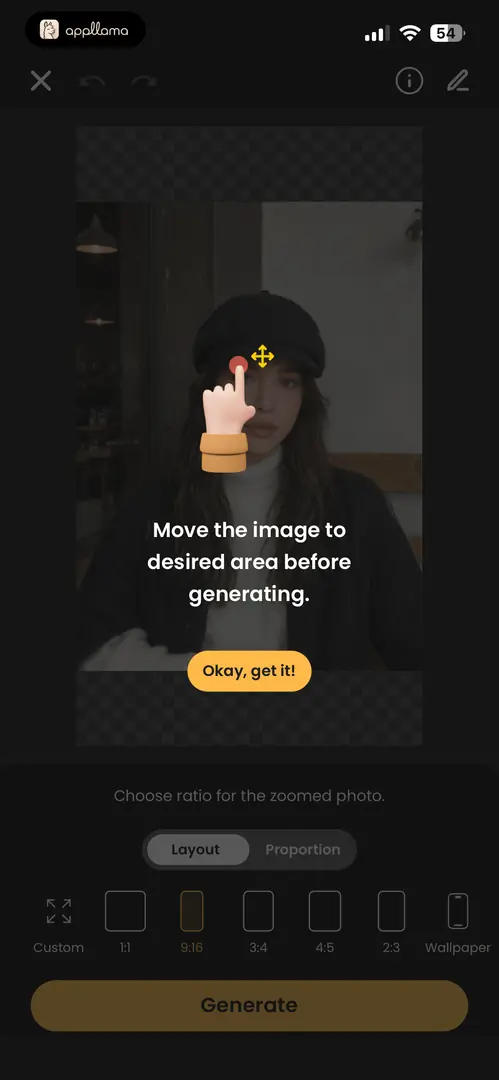 appllama
54
Move the image to
desired area before
generating.
Okay, get it!
Choose ratio for the zoomed photo.
Layout Proportion
Custom 1:1 9:16 3:4 4:5 2:3 Wallpaper
Generate